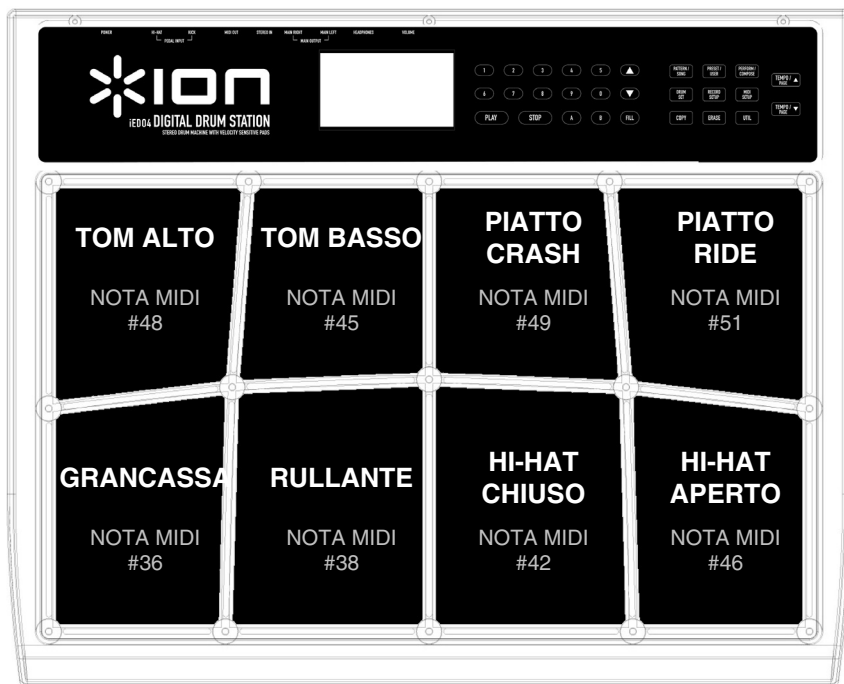 POWER HI-HAT KICK MIDI OUT STEREO IN MAIN RIGHT MAIN LEFT HEADPHONES VOLUME
PEDAL INPUT MAIN OUTPUT
ION
iED04 DIGITAL DRUM STATION
STEREO DRUM MACHINE WITH VELOCITY SENSITIVE PADS
1 2 3 4 5
6 7 8 9 0
PLAY STOP A B FILL
PATTERN / SONG
PRESET / USER
PERFORM / COMPOSE
TEMPO / PAGE
DRUM SET
RECORD SETUP
MIDI SETUP
TEMPO / PAGE
COPY ERASE UTIL
TOM ALTO
NOTA MIDI
#48
TOM BASSO
NOTA MIDI
#45
PIATTO
CRASH
NOTA MIDI
#49
PIATTO
RIDE
NOTA MIDI
#51
GRANCASSA
NOTA MIDI
#36
RULLANTE
NOTA MIDI
#38
HI-HAT
CHIUSO
NOTA MIDI
#42
HI-HAT
APERTO
NOTA MIDI
#46